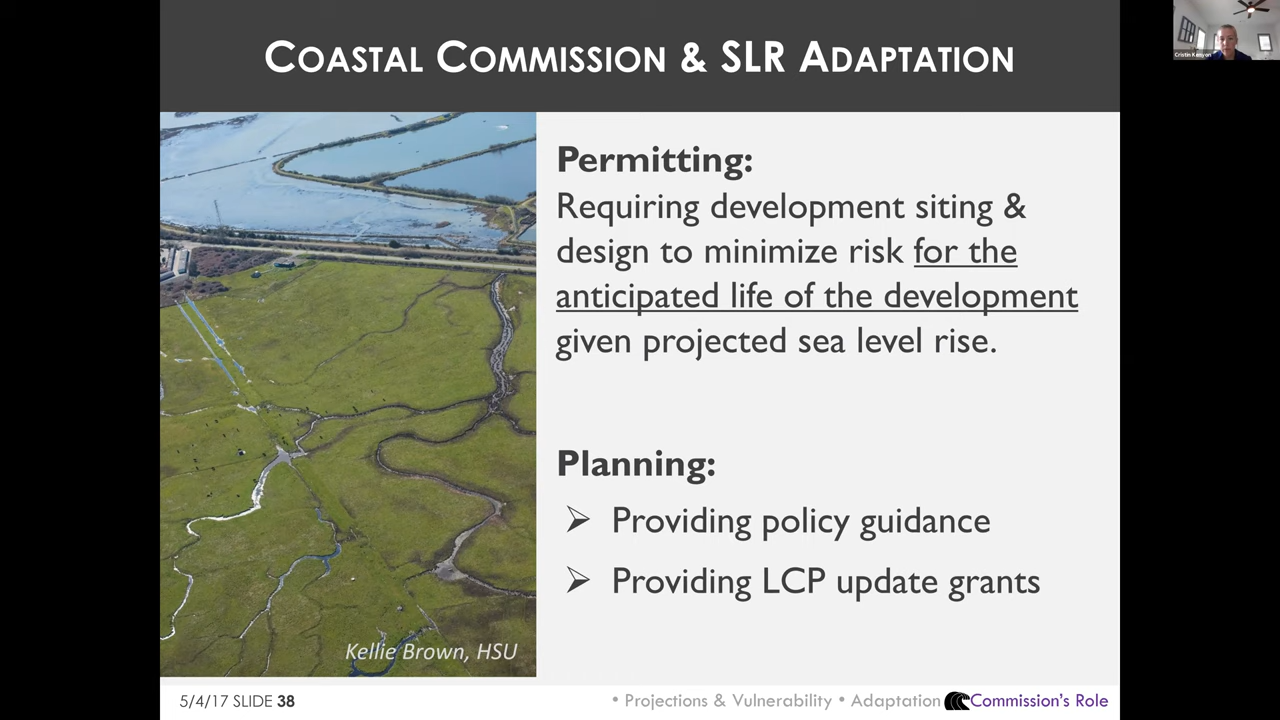 COASTAL COMMISSION & SLR ADAPTATION
Cristin Kenyon
Permitting:
Requiring development siting &
design to minimize risk for the
anticipated life of the development
given projected sea level rise.
Planning:
➢ Providing policy guidance
➢ Providing LCP update grants
Kellie Brown, HSU
5/4/17 SLIDE 38
• Projections & Vulnerability • Adaptation Commission's Role